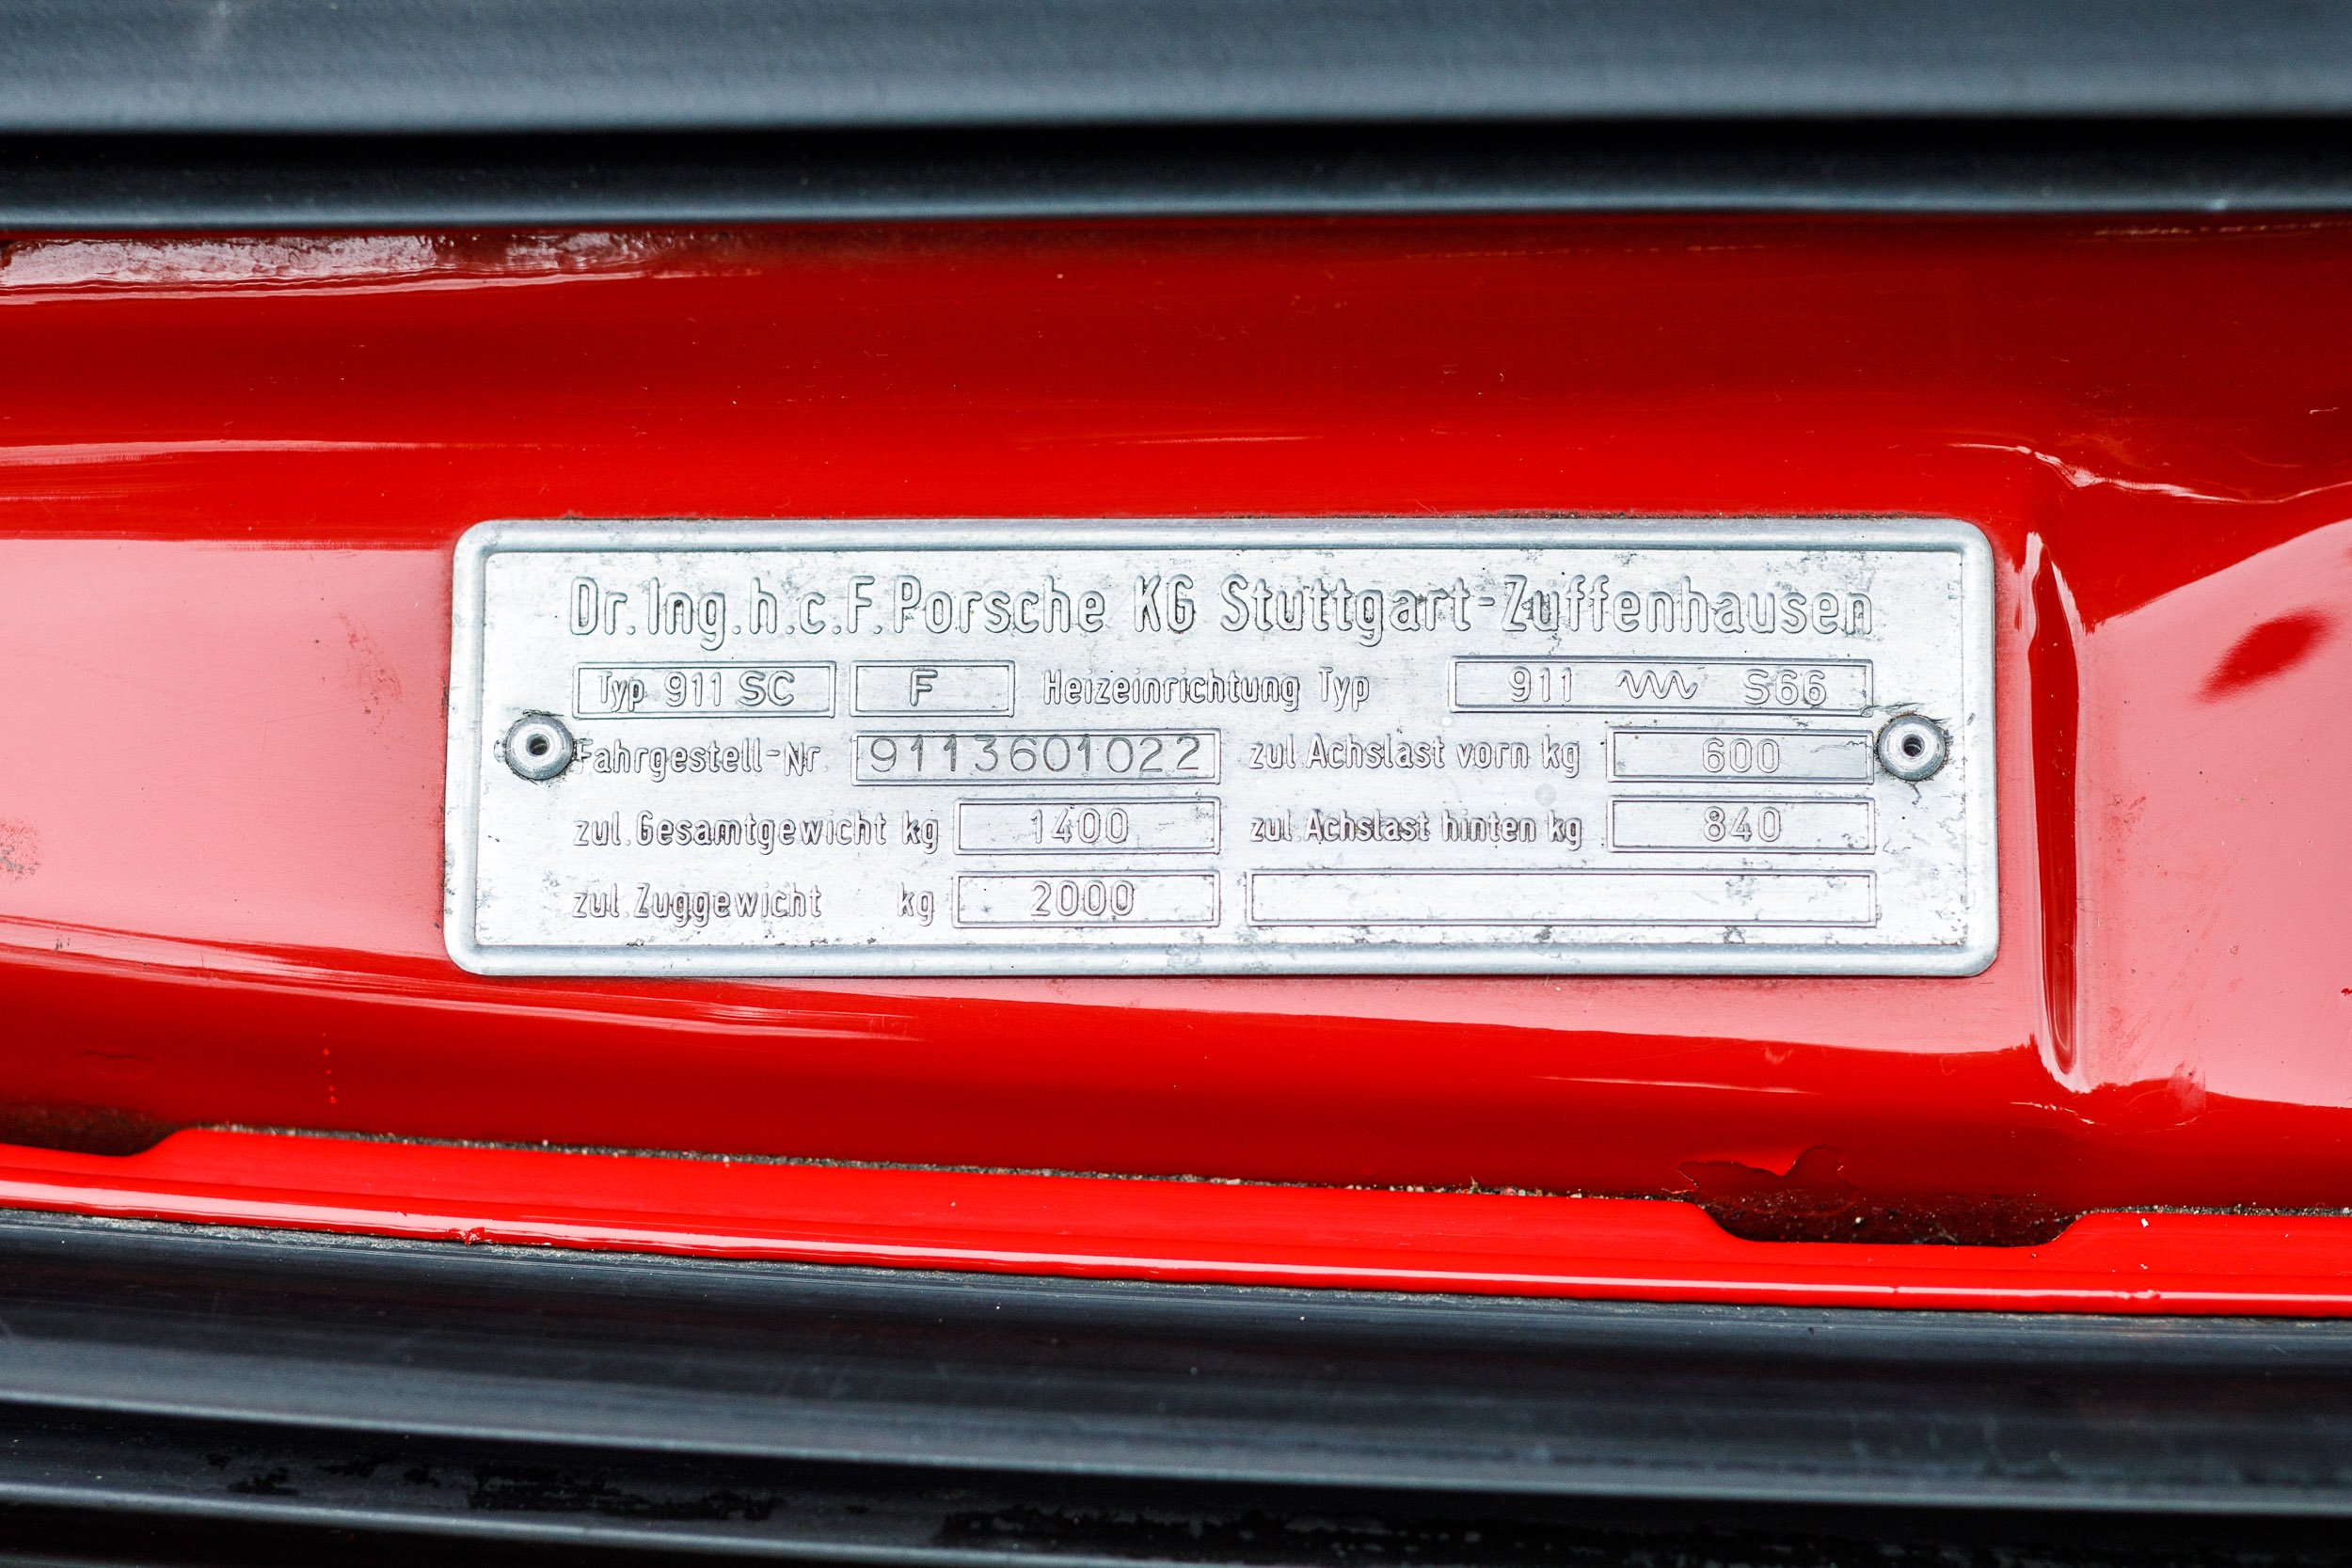 Dr.Ing.h.c.F.Porsche KG Stuttgart-Zuffenhausen
Typ 911 SC F Heizeinrichtung Typ 911 S66
Fahrgestell-Nr 9113601022 zul.Achslast vorn kg 600
zul.Gesamtgewicht kg 1400 zul.Achslast hinten kg 840
zul.Zuggewicht kg 2000